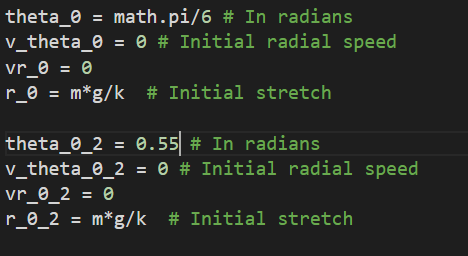 theta_0 = math.pi/6 # In radians
v_theta_0 = 0 # Initial radial speed
vr_0 = 0
r_0 = m*g/k  # Initial stretch
theta_0_2 = 0.55 # In radians
v_theta_0_2 = 0 # Initial radial speed
vr_0_2 = 0
r_0_2 = m*g/k  # Initial stretch